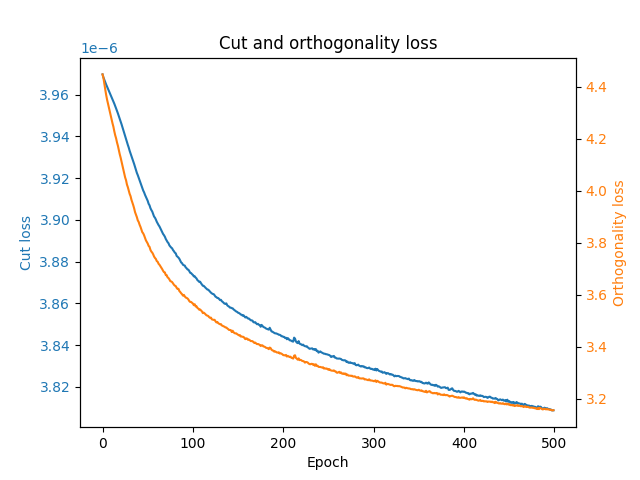 Cut and orthogonality loss
1e−6
3.96
3.94
3.92
3.90
3.88
3.86
3.84
3.82
Cut loss
4.4
4.2
4.0
3.8
3.6
3.4
3.2
Orthogonality loss
0 100 200 300 400 500
Epoch